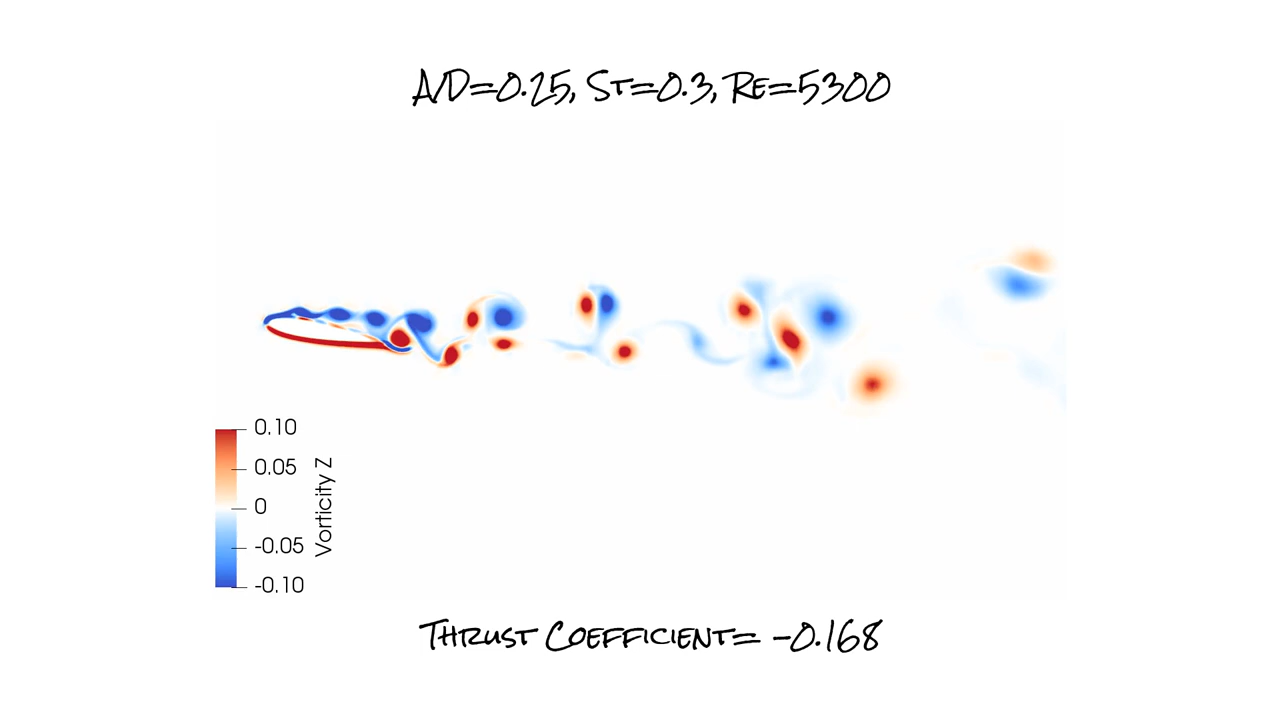 A/D=0.25, ST=0.3, RE=5300
0.10
0.05
0
-0.05
-0.10
Vorticity Z
THRUST COEFFICIENT= -0.168